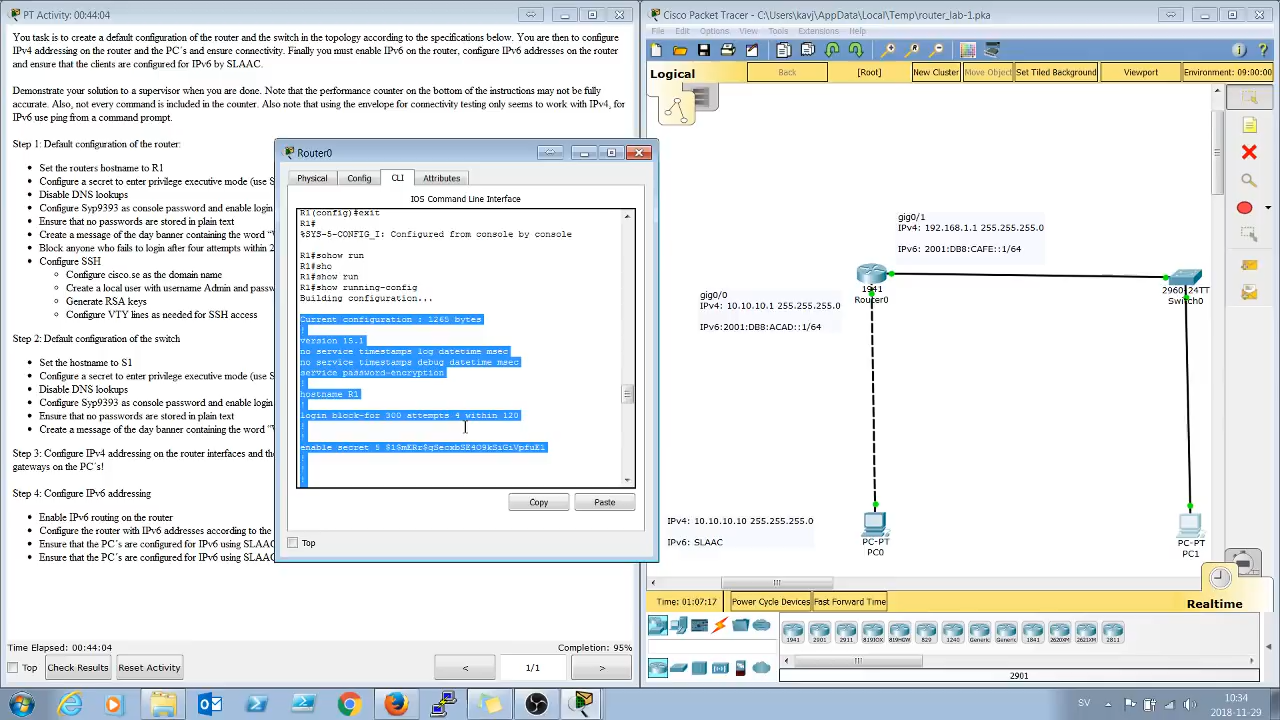 PT Activity: 00:44:04
You task is to create a default configuration of the router and the switch in the topology according to the specifications below. You are then to configure
IPv4 addressing on the router and the PC´s and ensure connectivity. Finally you must enable IPv6 on the router, configure IPv6 addresses on the router
and ensure that the clients are configured for IPv6 by SLAAC.
Demonstrate your solution to a supervisor when you are done. Note that the performance counter on the bottom of the instructions may not be fully
accurate. Also, not every command is included in the counter. Also note that using the envelope for connectivity testing only seems to work with IPv4, for
IPv6 use ping from a command prompt.
Step 1: Default configuration of the router:
Set the routers hostname to R1
Configure a secret to enter privilege executive mode (use S
Disable DNS lookups
Configure Syp9393 as console password and enable login
Ensure that no passwords are stored in plain text
Create a message of the day banner containing the word "
Block anyone who fails to login after four attempts within 2
Configure SSH
Configure cisco.se as the domain name
Create a local user with username Admin and passw
Generate RSA keys
Configure VTY lines as needed for SSH access
Step 2: Default configuration of the switch
Set the hostname to S1
Configure a secret to enter privilege executive mode (use S
Disable DNS lookups
Configure Syp9393 as console password and enable login
Ensure that no passwords are stored in plain text
Create a message of the day banner containing the word "
Step 3: Configure IPv4 addressing on the router interfaces and the
gateways on the PC´s!
Step 4: Configure IPv6 addressing
Enable IPv6 routing on the router
Configure the router with IPv6 addresses according to the
Ensure that the PC´s are configured for IPv6 using SLAAC
Ensure that the PC´s are configured for IPv6 using SLAAC
Time Elapsed: 00:44:04
Completion: 95%
Top
Check Results
Reset Activity
<
1/1
>
Router0
Physical
Config
CLI
Attributes
IOS Command Line Interface
R1(config)#exit
R1#
%SYS-5-CONFIG_I: Configured from console by console
R1#sohow run
R1#sho
R1#show run
R1#show running-config
Building configuration...
Current configuration : 1265 bytes
!
version 15.1
no service timestamps log datetime msec
no service timestamps debug datetime msec
service password-encryption
!
hostname R1
!
login block-for 300 attempts 4 within 120
!
!
enable secret 5
!
!
!
Copy
Paste
Top
Cisco Packet Tracer - C:\Users\kavj\AppData\Local\Temp\router_lab-1.pka
File Edit Options View Tools Extensions Help
Logical
Back
[Root]
New Cluster
Move Object
Set Tiled Background
Viewport
Environment: 09:00:00
gig0/1
IPv4: 192.168.1.1 255.255.255.0
IPv6: 2001:DB8:CAFE::1/64
1941
Router0
2960-24TT
Switch0
gig0/0
IPv4: 10.10.10.1 255.255.255.0
IPv6:2001:DB8:ACAD::1/64
IPv4: 10.10.10.10 255.255.255.0
IPv6: SLAAC
PC-PT
PC0
PC-PT
PC1
Time: 01:07:17
Power Cycle Devices
Fast Forward Time
Realtime
1941
2901
2911
819IOX
819HGW
829
1240
Generic
Generic
1841
2620XM
2621XM
2811
2901
SV
10:34
2018-11-29